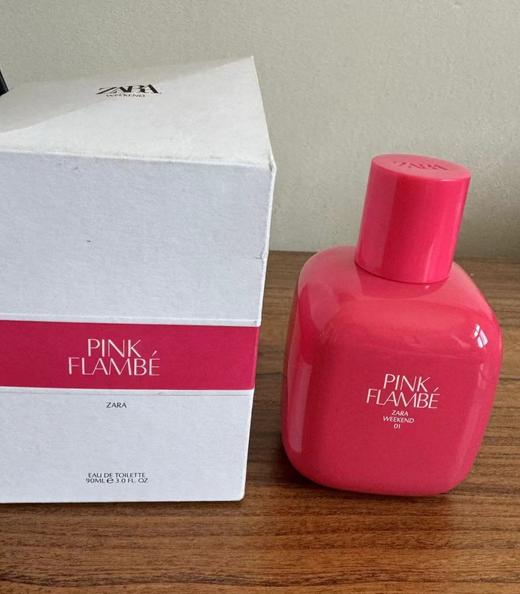 ZARA
WEEKEND
PINK
FLAMBÉ
ZARA
EAU DE TOILETTE
90ML ℮ 3.0 FL. OZ
ZARA
PINK
FLAMBÉ
ZARA
WEEKEND
01